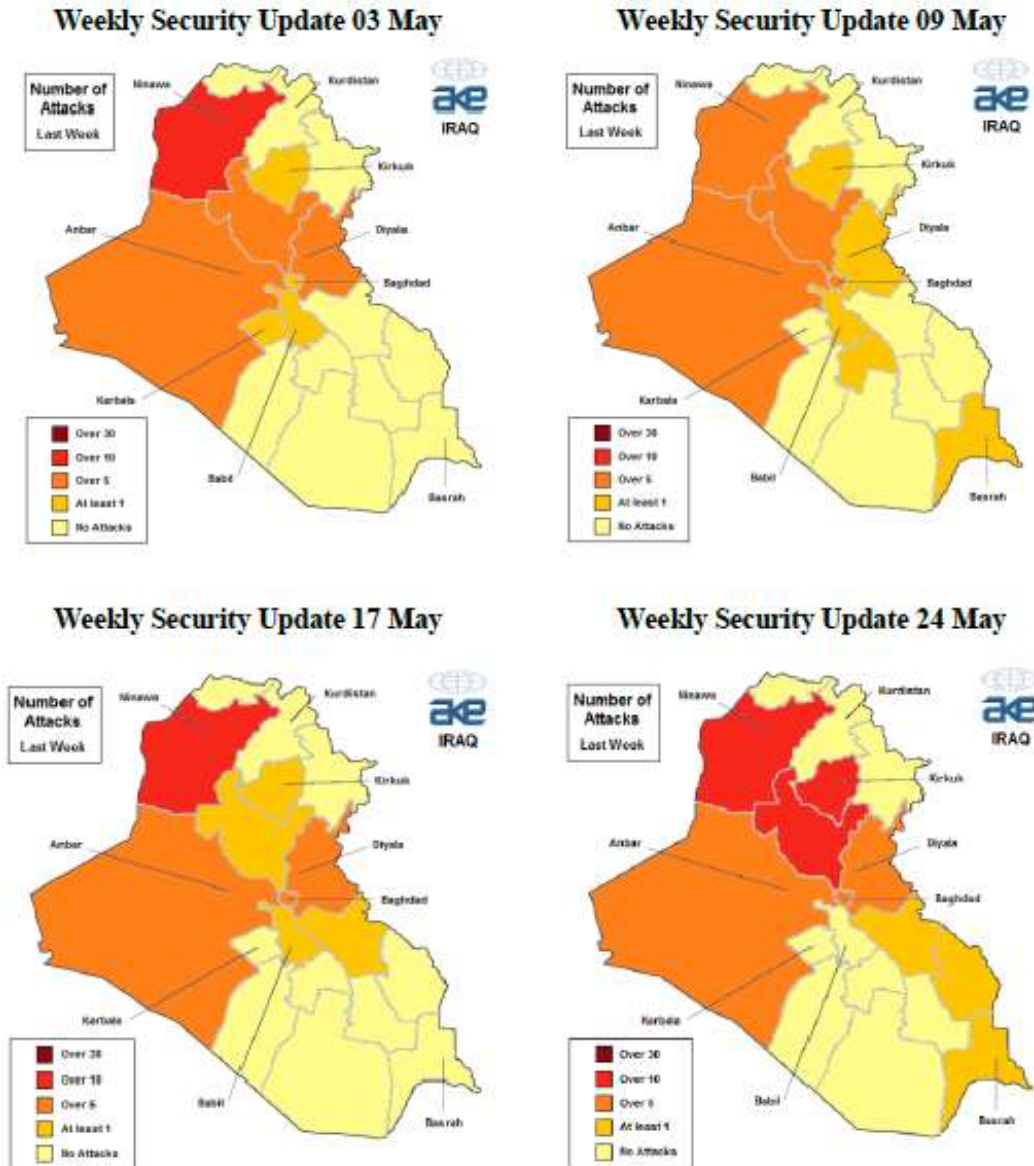 Weekly Security Update 03 May
Number of
Attacks
Last Week
Ninawa
Kurdistan
ake
IRAQ
Kirkuk
Anbar
Diyala
Baghdad
Karbala
Babil
Basrah
Over 30
Over 10
Over 5
At least 1
No Attacks
Weekly Security Update 09 May
Number of
Attacks
Last Week
Ninawa
Kurdistan
ake
IRAQ
Kirkuk
Anbar
Diyala
Baghdad
Karbala
Babil
Basrah
Over 30
Over 10
Over 5
At least 1
No Attacks
Weekly Security Update 17 May
Number of
Attacks
Last Week
Ninawa
Kurdistan
ake
IRAQ
Kirkuk
Anbar
Diyala
Baghdad
Karbala
Babil
Basrah
Over 30
Over 10
Over 5
At least 1
No Attacks
Weekly Security Update 24 May
Number of
Attacks
Last Week
Ninawa
Kurdistan
ake
IRAQ
Kirkuk
Anbar
Diyala
Baghdad
Karbala
Babil
Basrah
Over 30
Over 10
Over 5
At least 1
No Attacks